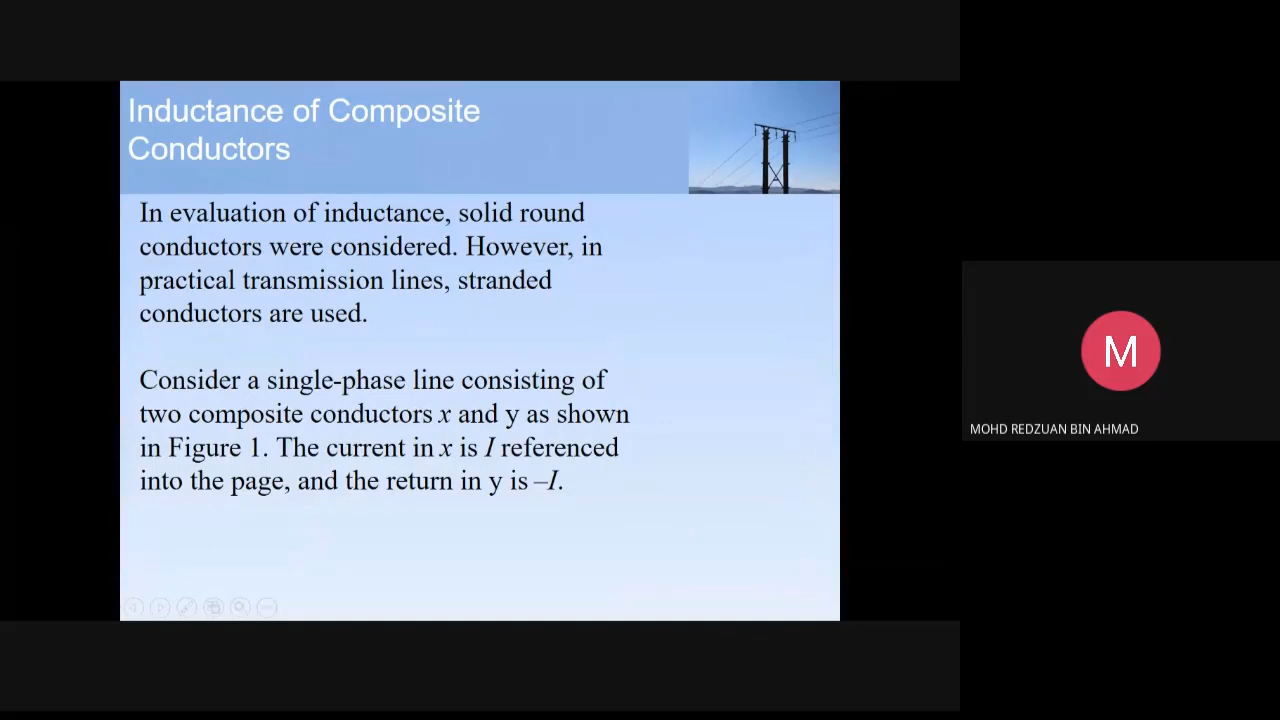 Inductance of Composite
Conductors
In evaluation of inductance, solid round
conductors were considered. However, in
practical transmission lines, stranded
conductors are used.
Consider a single-phase line consisting of
two composite conductors x and y as shown
in Figure 1. The current in x is I referenced
into the page, and the return in y is –I.
M
MOHD REDZUAN BIN AHMAD